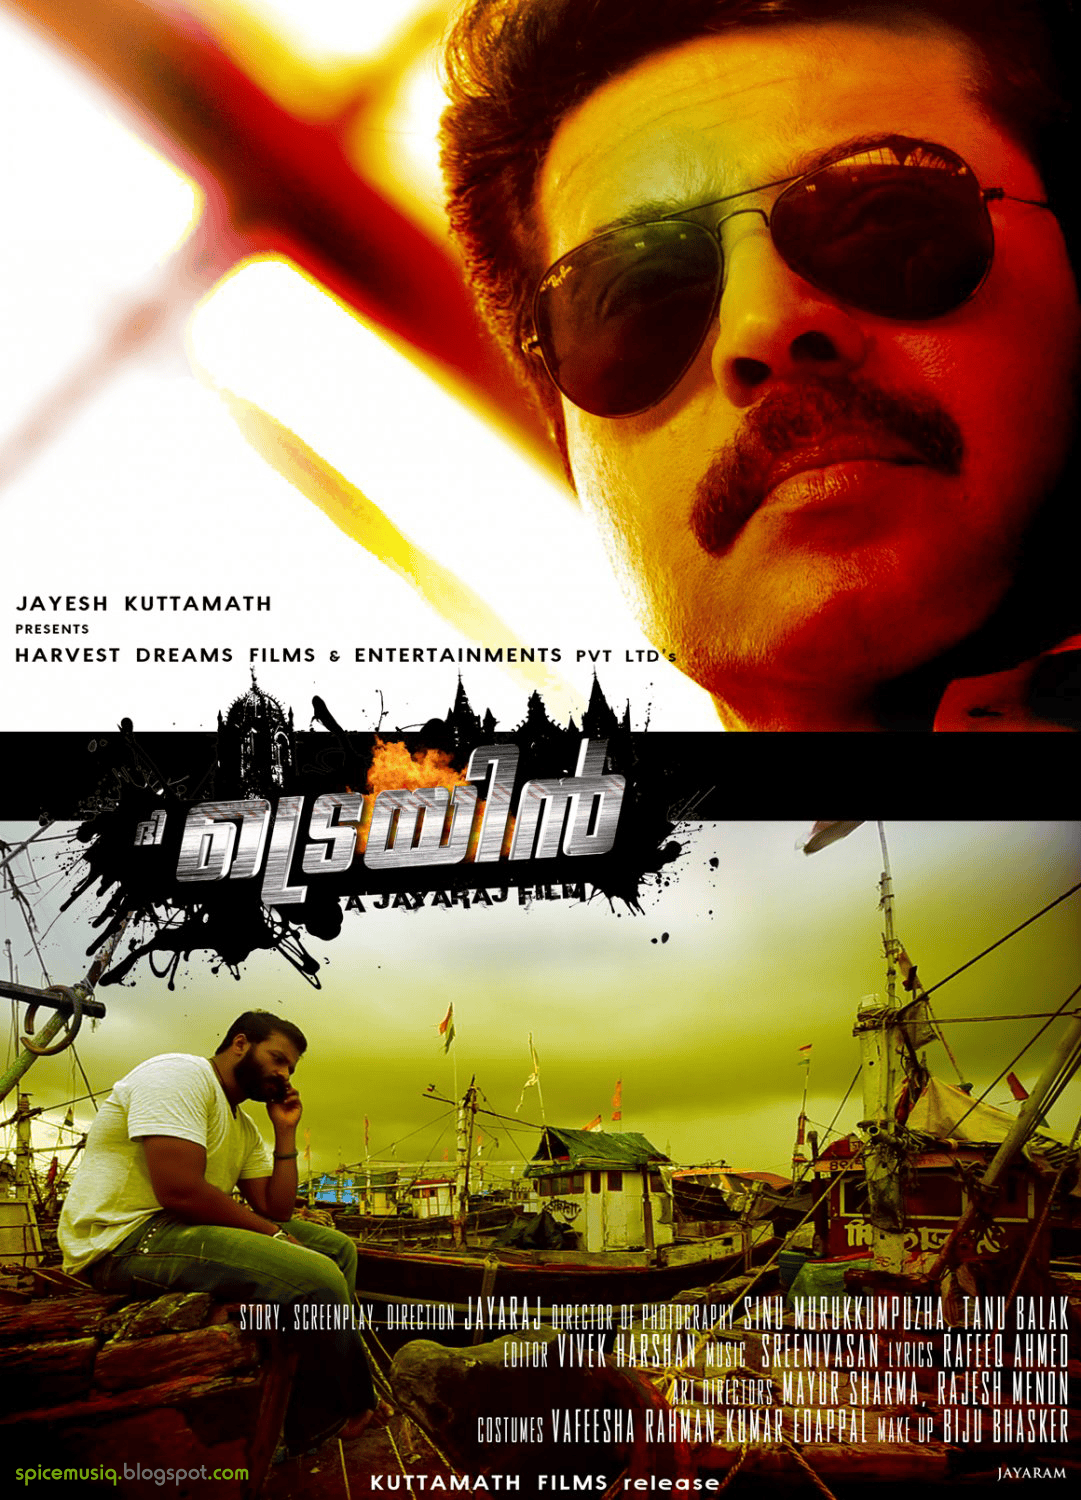 Ray-Ban
JAYESH KUTTAMATH
PRESENTS
HARVEST DREAMS FILMS & ENTERTAINMENTS PVT LTD's
ദി ട്രെയിൻ
A JAYARAJ FILM
STORY, SCREENPLAY, DIRECTION JAYARAJ DIRECTOR OF PHOTOGRAPHY SINU MURUKKUMPUZHA, TANU BALAK
EDITOR VIVEK HARSHAN MUSIC SREENIVASAN LYRICS RAFEEQ AHMED
ART DIRECTORS MAYUR SHARMA, RAJESH MENON
COSTUMES VAFEESHA RAHMAN,KUMAR EDAPPAL MAKE UP BIJU BHASKER
spicemusiq.blogspot.com
JAYARAM
KUTTAMATH FILMS release